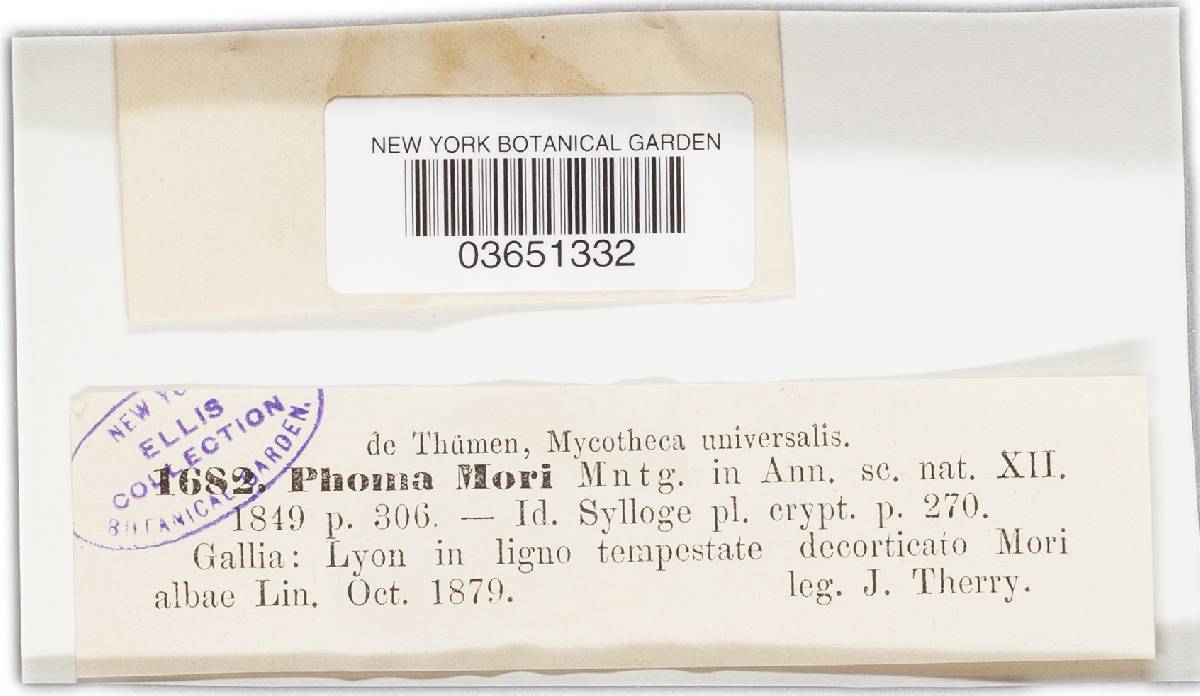 NEW YORK BOTANICAL GARDEN
03651332
NEW YO
ELLIS
COLLECTION
BOTANICAL GARDEN.
de Thümen, Mycotheca universalis.
1682. Phoma Mori Mntg. in Ann. sc. nat. XII.
1849 p. 306. — Id. Sylloge pl. crypt. p. 270.
Gallia: Lyon in ligno tempestate decorticato Mori
albae Lin. Oct. 1879. leg. J. Therry.